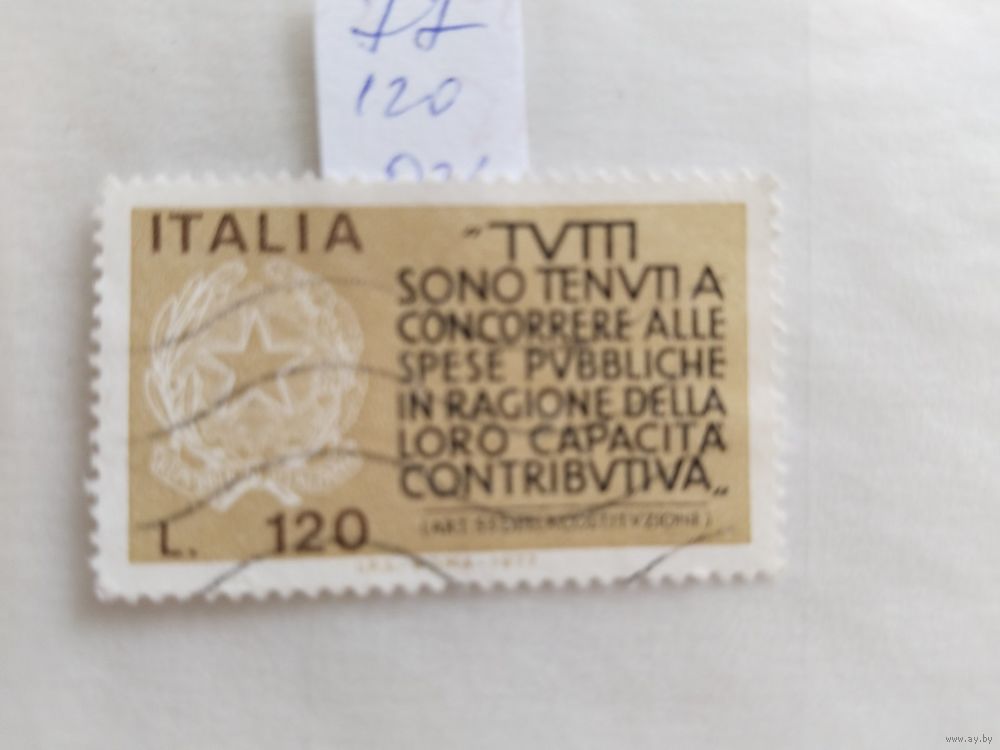 77
120
ITALIA
"TVTTI
SONO TENVTI A
CONCORRERE ALLE
SPESE PVBBLICHE
IN RAGIONE DELLA
LORO CAPACITÀ
CONTRIBVTIVA„
L. 120
www.ay.by